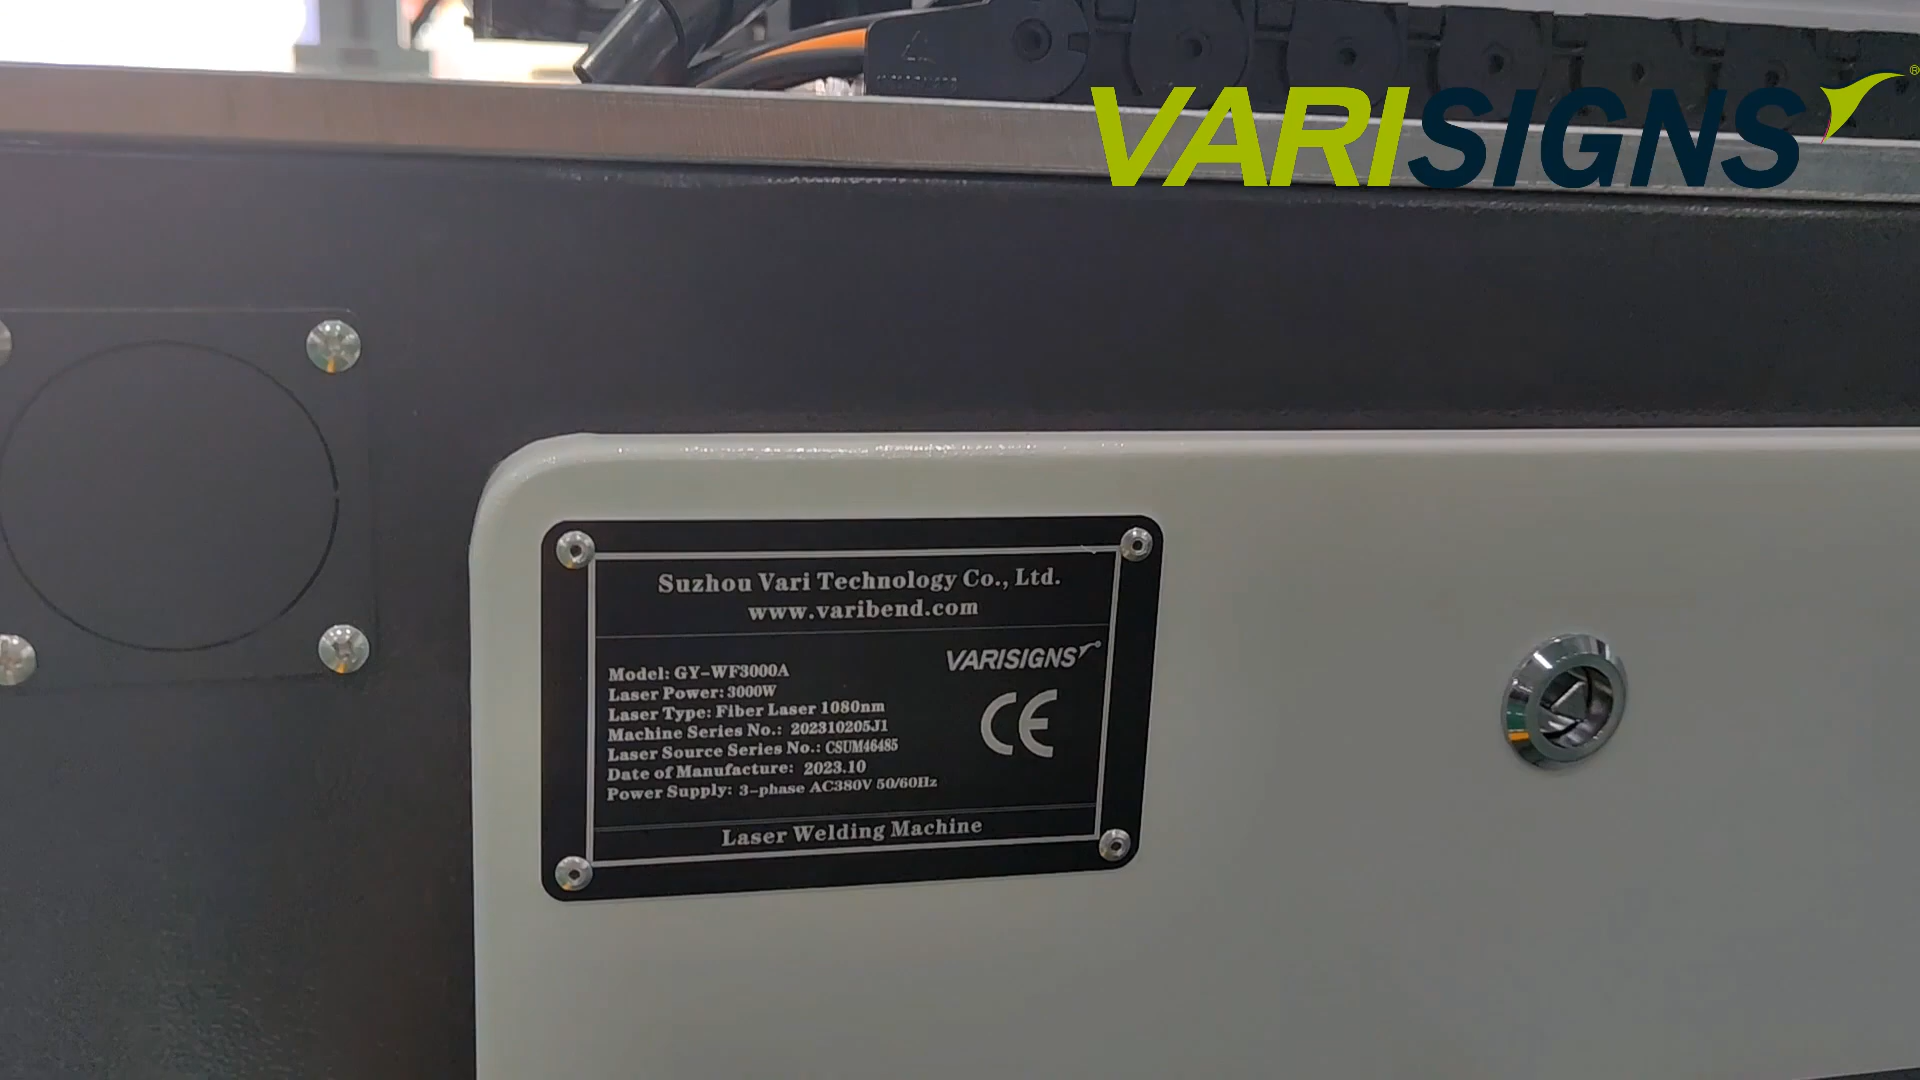 VARISIGNS®
Suzhou Vari Technology Co., Ltd.
www.varibend.com
VARISIGNS
Model: GY-WF3000A
Laser Power: 3000W
Laser Type: Fiber Laser 1080nm
Machine Series No.: 202310205J1
Laser Source Series No.: CSUM46485
Date of Manufacture: 2023.10
Power Supply: 3-phase AC380V 50/60Hz
CE
Laser Welding Machine